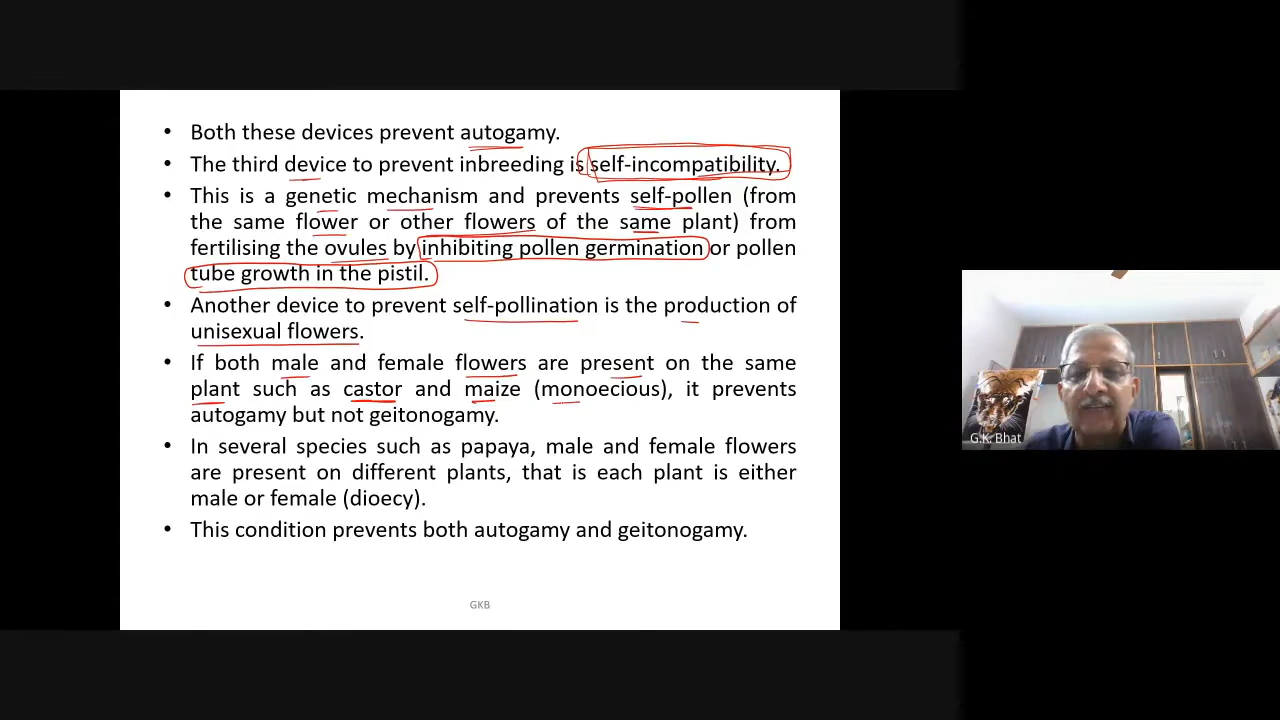 • Both these devices prevent autogamy.
• The third device to prevent inbreeding is self-incompatibility.
• This is a genetic mechanism and prevents self-pollen (from
the same flower or other flowers of the same plant) from
fertilising the ovules by inhibiting pollen germination or pollen
tube growth in the pistil.
• Another device to prevent self-pollination is the production of
unisexual flowers.
• If both male and female flowers are present on the same
plant such as castor and maize (monoecious), it prevents
autogamy but not geitonogamy.
• In several species such as papaya, male and female flowers
are present on different plants, that is each plant is either
male or female (dioecy).
• This condition prevents both autogamy and geitonogamy.
GKB
G.K. Bhat